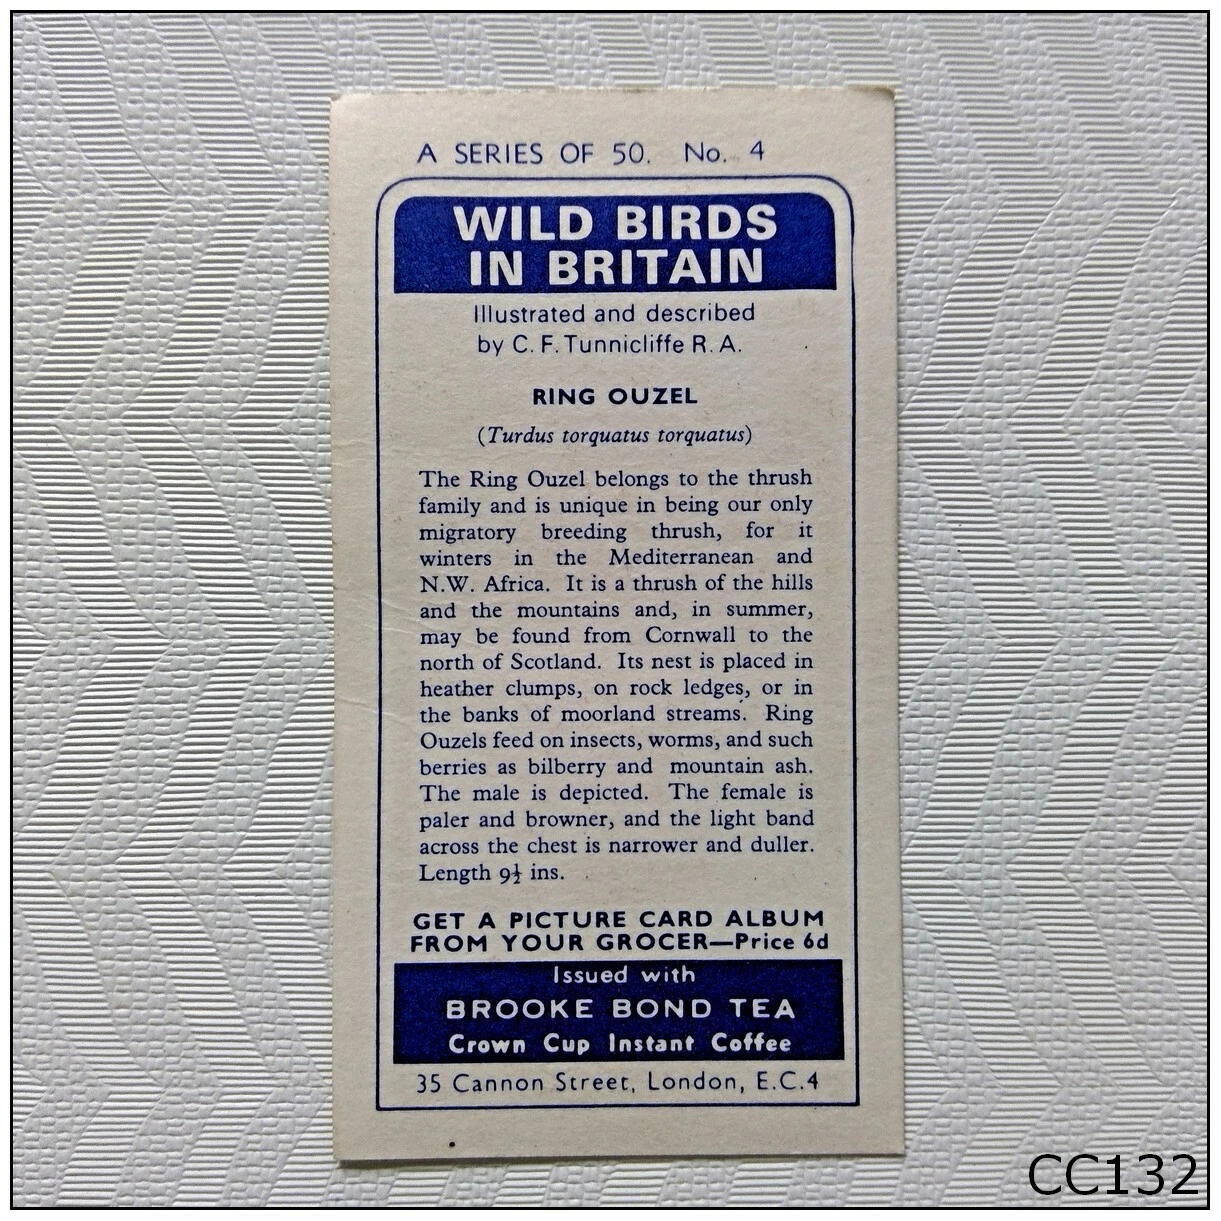 A SERIES OF 50. No. 4
WILD BIRDS
IN BRITAIN
Illustrated and described
by C. F. Tunnicliffe R. A.
RING OUZEL
(Turdus torquatus torquatus)
The Ring Ouzel belongs to the thrush
family and is unique in being our only
migratory breeding thrush, for it
winters in the Mediterranean and
N.W. Africa. It is a thrush of the hills
and the mountains and, in summer,
may be found from Cornwall to the
north of Scotland. Its nest is placed in
heather clumps, on rock ledges, or in
the banks of moorland streams. Ring
Ouzels feed on insects, worms, and such
berries as bilberry and mountain ash.
The male is depicted. The female is
paler and browner, and the light band
across the chest is narrower and duller.
Length 9½ ins.
GET A PICTURE CARD ALBUM
FROM YOUR GROCER—Price 6d
Issued with
BROOKE BOND TEA
Crown Cup Instant Coffee
35 Cannon Street, London, E.C.4
CC132